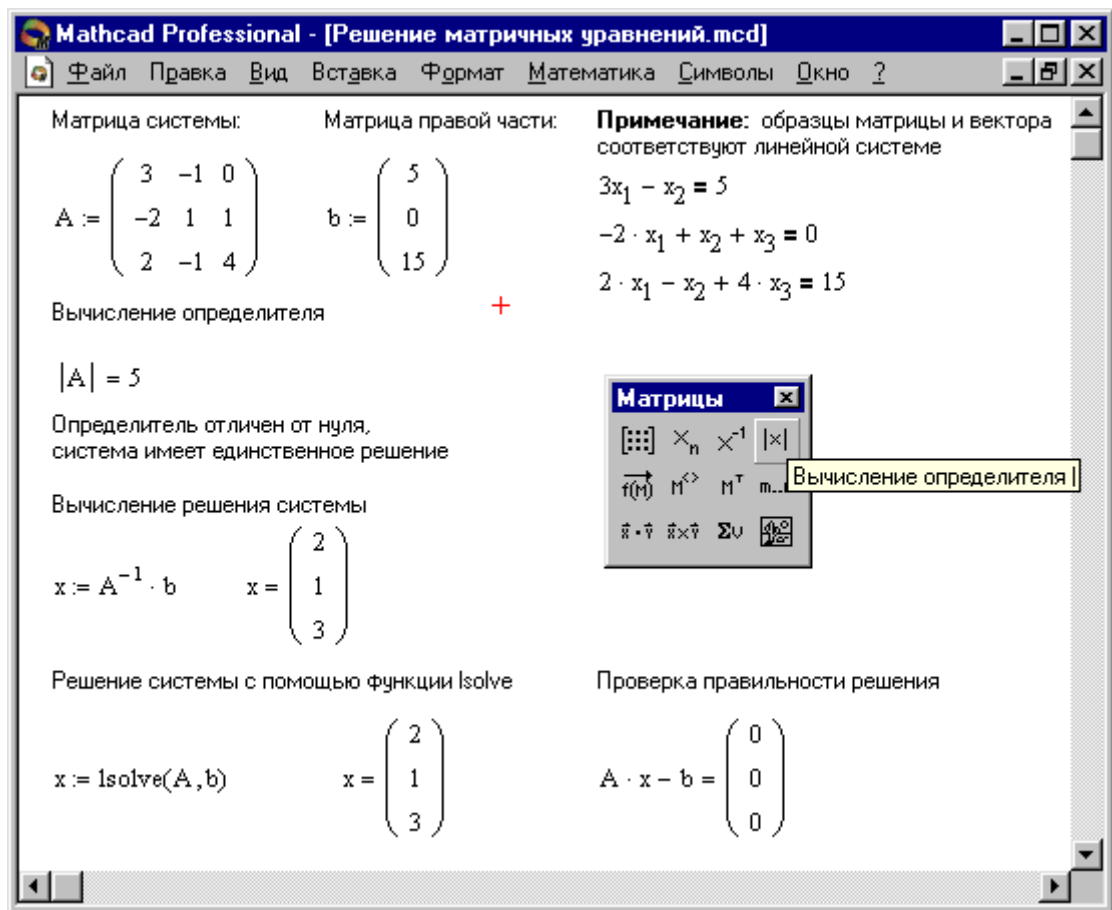 Mathcad Professional - [Решение матричных уравнений.mcd]
Файл Правка Вид Вставка Формат Математика Символы Окно ?
Матрица системы: Матрица правой части: Примечание: образцы матрицы и вектора
соответствуют линейной системе
3x₁ − x₂ = 5
3 −1 0 5
A := −2 1 1 b := 0
−2 · x₁ + x₂ + x₃ = 0
2 −1 4 15
2 · x₁ − x₂ + 4 · x₃ = 15
Вычисление определителя
|A| = 5
Определитель отличен от нуля,
система имеет единственное решение
Матрицы
[:::] ×ₙ ×⁻¹ |×|
Вычисление определителя |
f(M) M<> Mᵀ
Συ
Вычисление решения системы
2
x := A⁻¹ · b x = 1
3
Решение системы с помощью функции lsolve Проверка правильности решения
2 0
x := lsolve(A,b) x = 1 A · x − b = 0
3 0